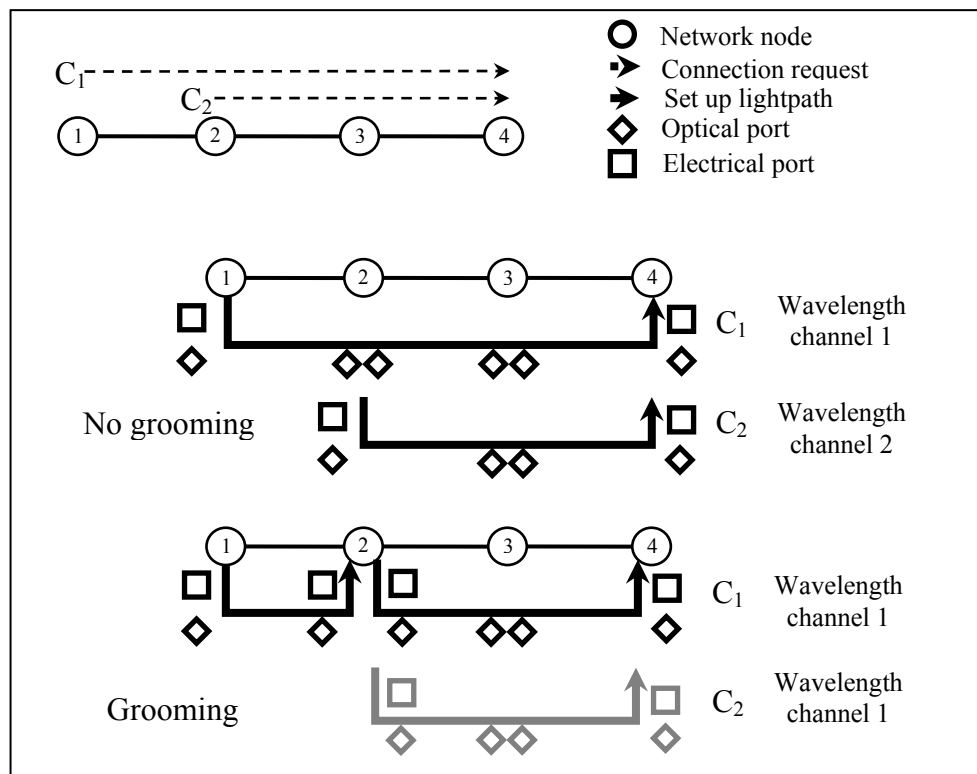 Network node
Connection request
Set up lightpath
Optical port
Electrical port
C₁
C₂
1 2 3 4
1 2 3 4
C₁ Wavelength
channel 1
No grooming
C₂ Wavelength
channel 2
1 2 3 4
C₁ Wavelength
channel 1
Grooming
C₂ Wavelength
channel 1